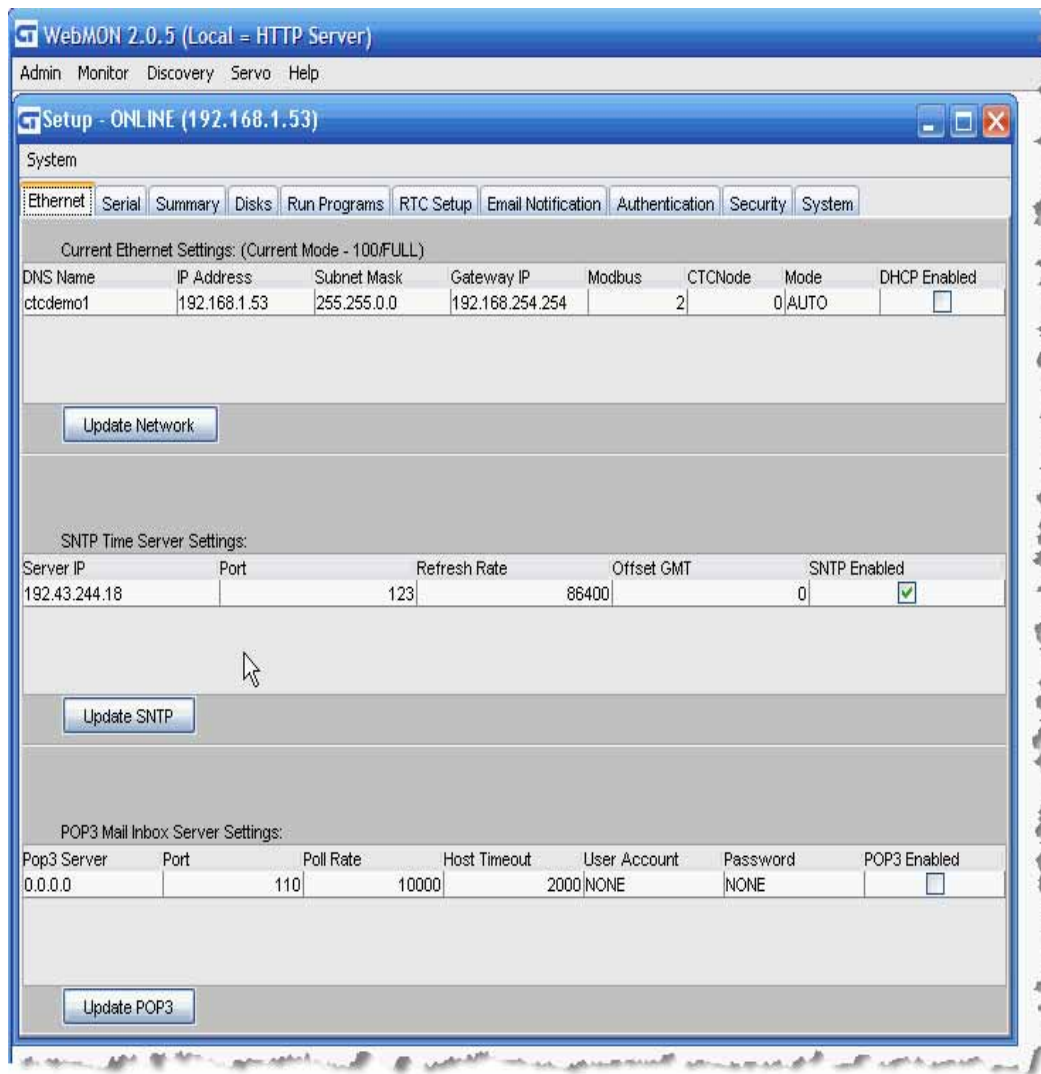 WebMON 2.0.5 (Local = HTTP Server)
Admin Monitor Discovery Servo Help
Setup - ONLINE (192.168.1.53)
System
Ethernet Serial Summary Disks Run Programs RTC Setup Email Notification Authentication Security System
Current Ethernet Settings: (Current Mode - 100/FULL)
DNS Name IP Address Subnet Mask Gateway IP Modbus CTCNode Mode DHCP Enabled
ctcdemo1 192.168.1.53 255.255.0.0 192.168.254.254 2 0 AUTO
Update Network
SNTP Time Server Settings:
Server IP Port Refresh Rate Offset GMT SNTP Enabled
192.43.244.18 123 86400 0
Update SNTP
POP3 Mail Inbox Server Settings:
Pop3 Server Port Poll Rate Host Timeout User Account Password POP3 Enabled
0.0.0.0 110 10000 2000 NONE NONE
Update POP3